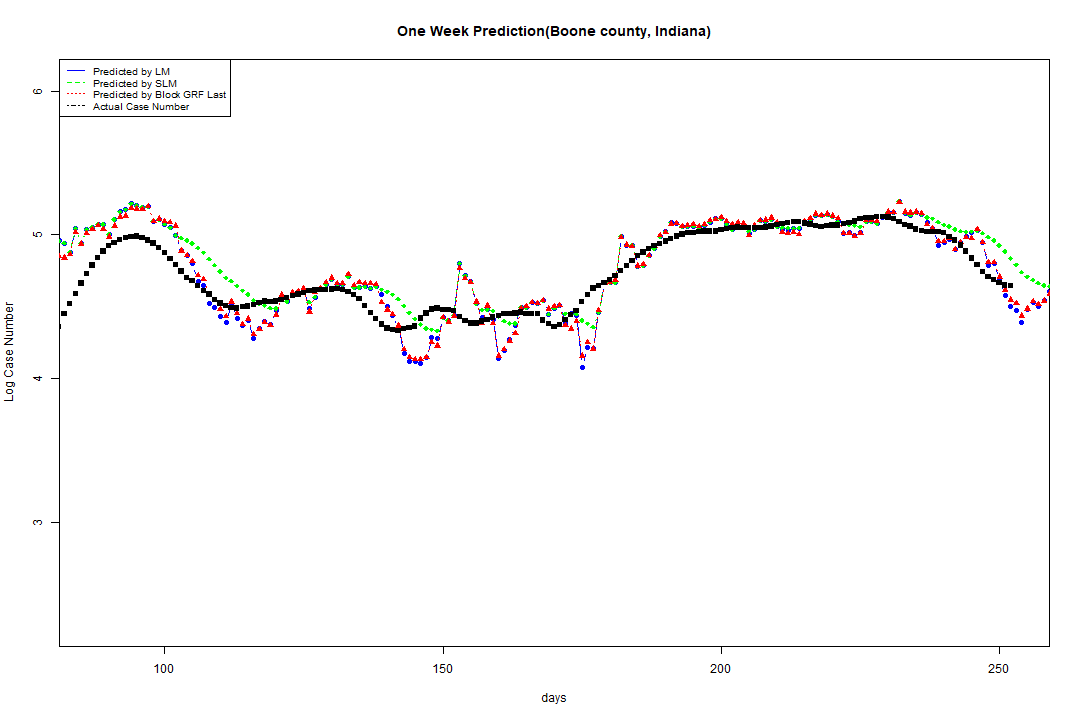 One Week Prediction(Boone county, Indiana)
Predicted by LM
Predicted by SLM
Predicted by Block GRF Last
Actual Case Number
6
5
4
3
Log Case Number
100 150 200 250
days